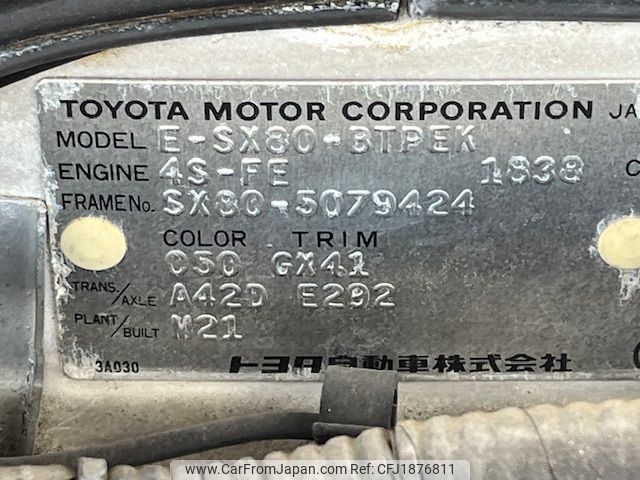 TOYOTA MOTOR CORPORATION JA
MODEL E-SX80-BTPEK
ENGINE 4S-FE 1838 C
FRAME No. SX80-5079424
COLOR TRIM
050 GX41
TRANS./AXLE A42D E292
PLANT/BUILT M21
3A030
トヨタ自動車株式会社
www.CarFromJapan.com | Photo ID: CFJ1876811